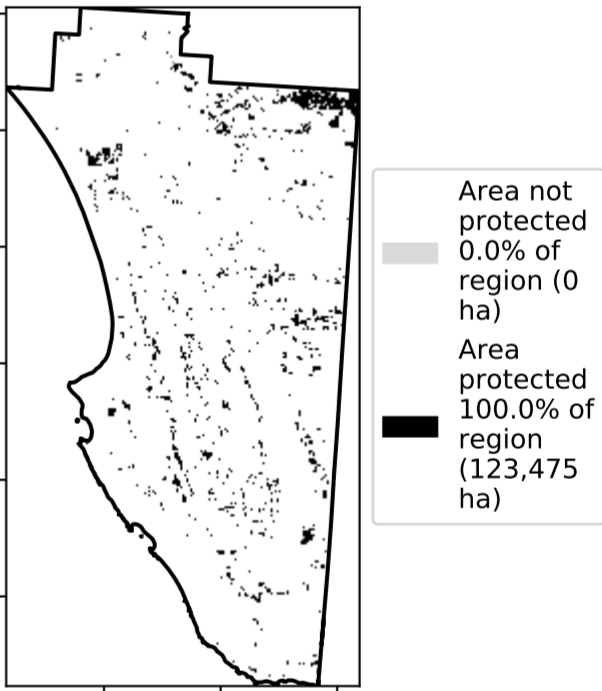 Area not
protected
0.0% of
region (0
ha)
Area
protected
100.0% of
region
(123,475
ha)